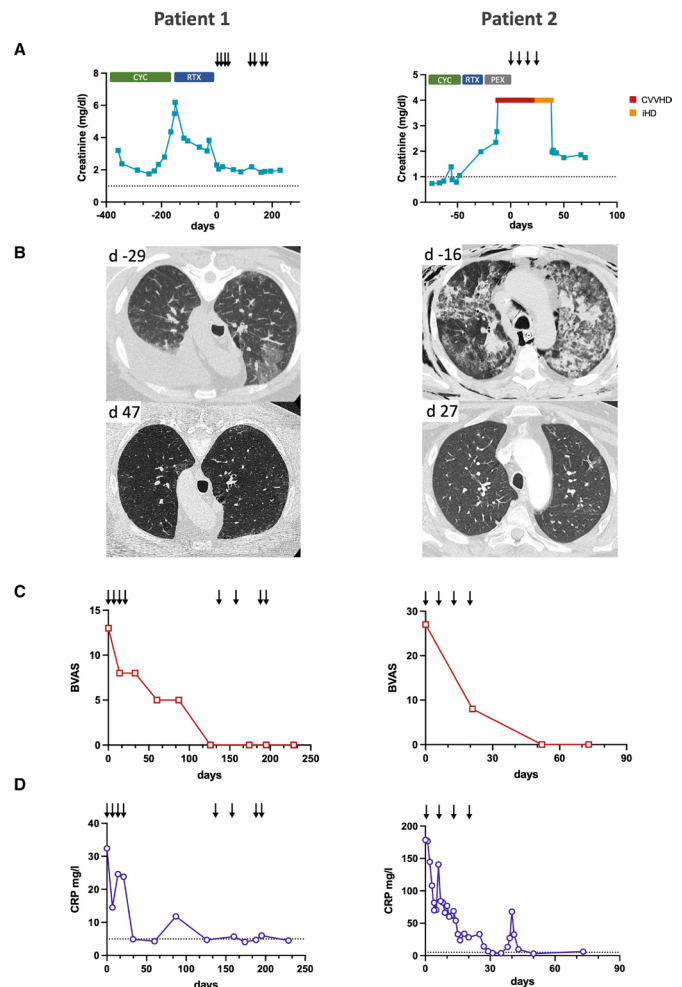 Patient 1
Patient 2
A
CYC
RTX
Creatinine (mg/dl)
8
6
4
2
0
-400
-200
0
200
days
CYC
RTX
PEX
Creatinine (mg/dl)
5
4
3
2
1
0
-50
0
50
100
days
CVVHD
iHD
B
d -29
d -16
d 47
d 27
C
BVAS
15
10
5
0
0
50
100
150
200
250
days
BVAS
30
20
10
0
0
30
60
90
days
D
CRP mg/l
40
30
20
10
0
0
50
100
150
200
250
days
CRP mg/l
200
150
100
50
0
0
30
60
90
days